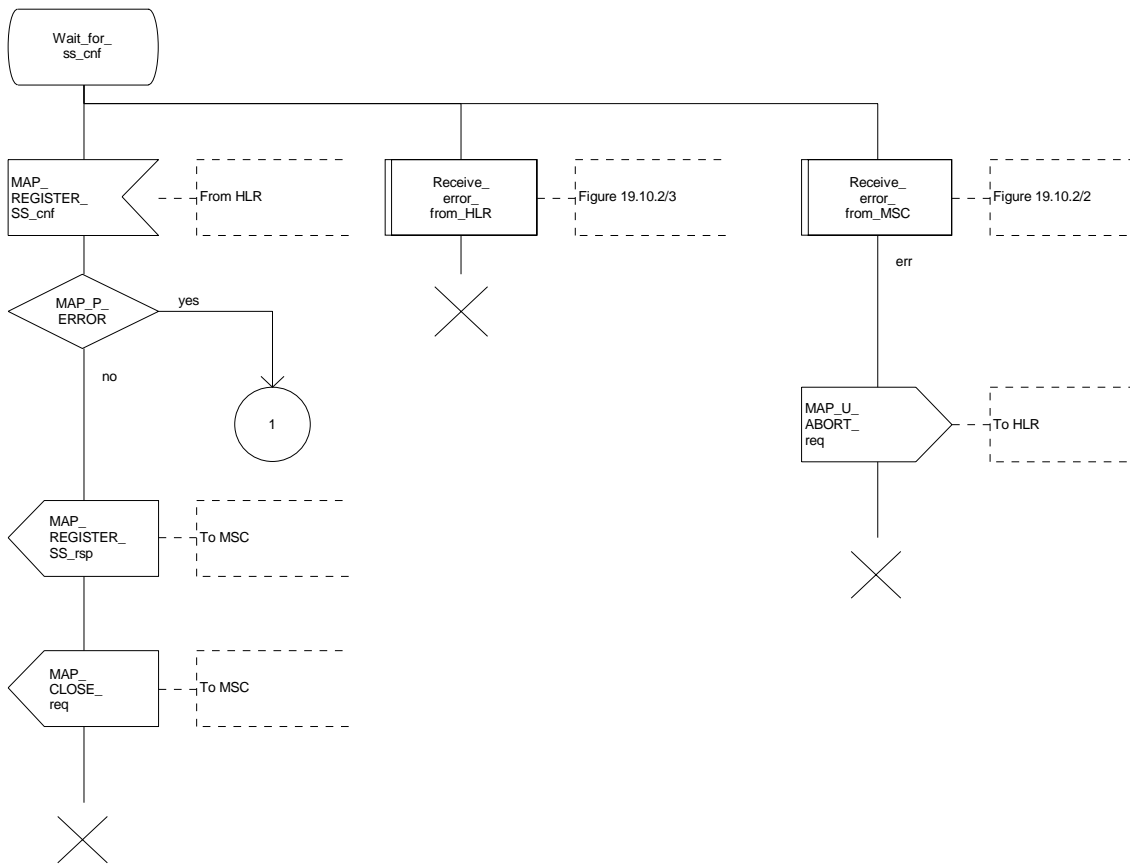 Wait_for_
ss_cnf
MAP_
REGISTER_
SS_cnf
From HLR
Receive_
error_
from_HLR
Figure 19.10.2/3
Receive_
error_
from_MSC
Figure 19.10.2/2
err
MAP_P_
ERROR
yes
no
1
MAP_U_
ABORT_
req
To HLR
MAP_
REGISTER_
SS_rsp
To MSC
MAP_
CLOSE_
req
To MSC